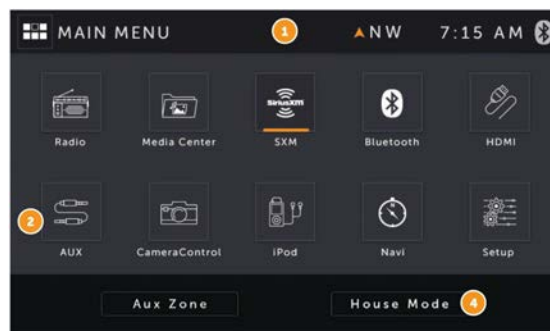 MAIN MENU 1 NW 7:15 AM
SiriusXM
Radio Media Center SXM Bluetooth HDMI
2
AUX CameraControl iPod Navi Setup
Aux Zone House Mode 4